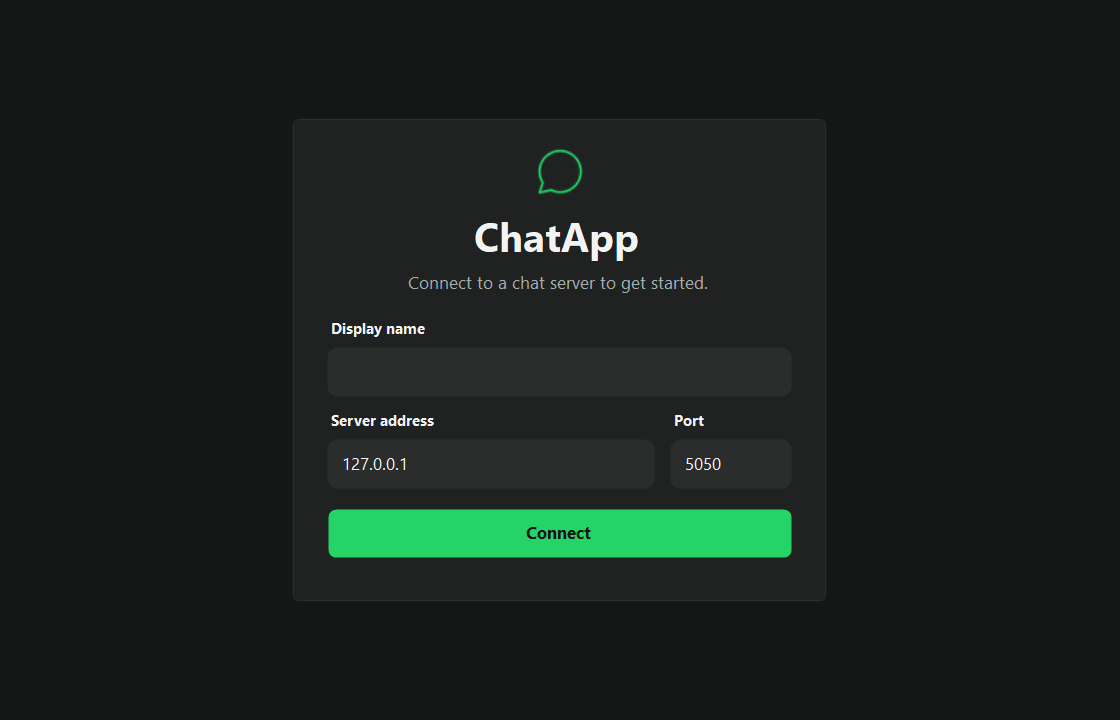 ChatApp
Connect to a chat server to get started.
Display name
Server address Port
127.0.0.1 5050
Connect